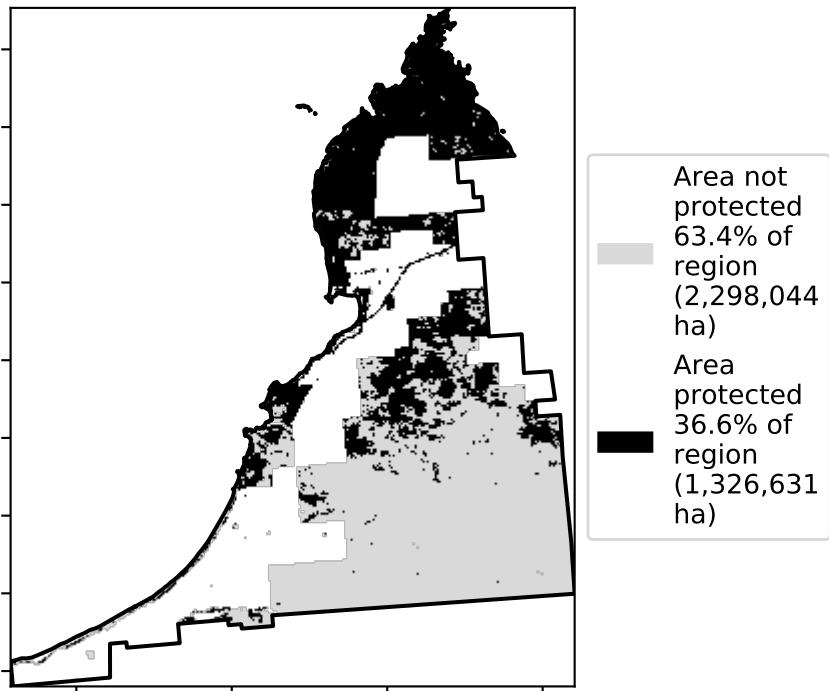 Area not
protected
63.4% of
region
(2,298,044
ha)
Area
protected
36.6% of
region
(1,326,631
ha)